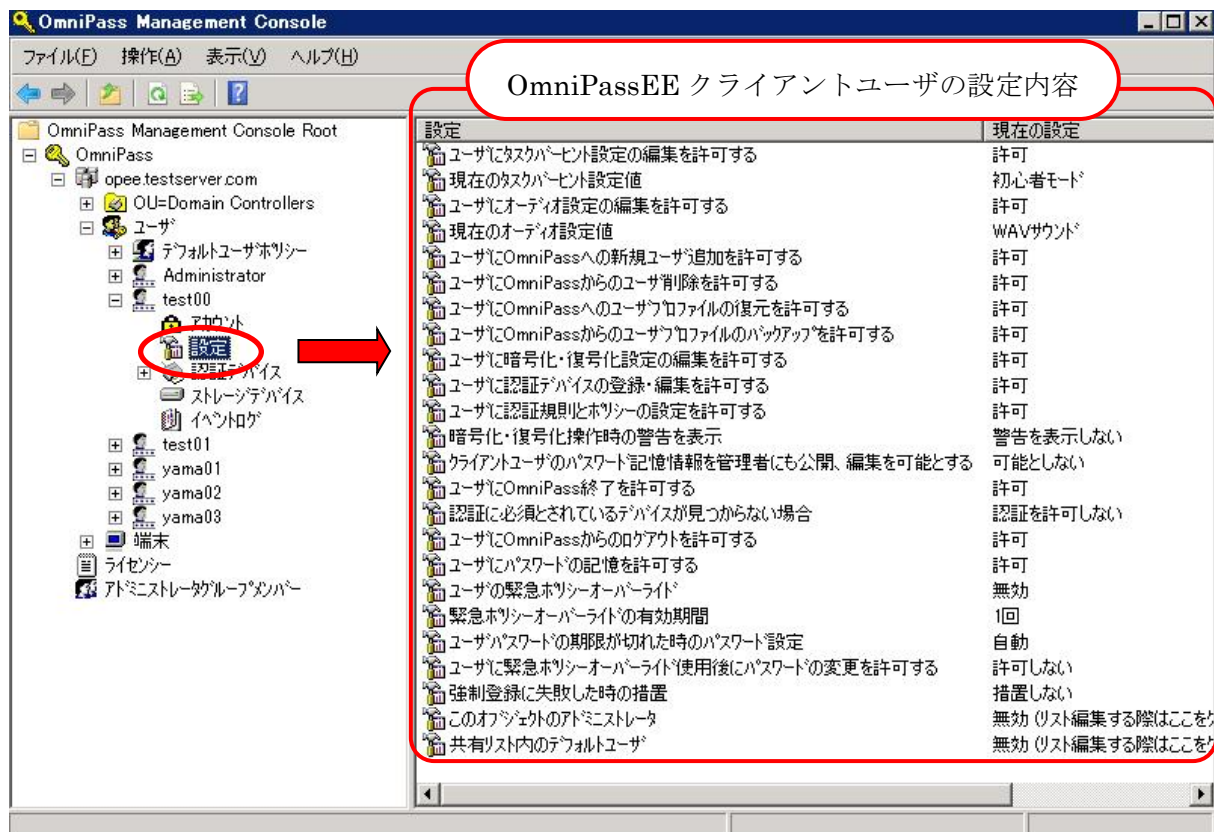 OmniPass Management Console
ファイル(F) 操作(A) 表示(V) ヘルプ(H)
OmniPassEE クライアントユーザの設定内容
OmniPass Management Console Root
OmniPass
opee.testserver.com
OU=Domain Controllers
ユーザ
デフォルトユーザポリシー
Administrator
test00
アカウント
設定
認証デバイス
ストレージデバイス
イベントログ
test01
yama01
yama02
yama03
端末
ライセンシー
アドミニストレータグループメンバー
設定 現在の設定
ユーザにタスクバーヒント設定の編集を許可する 許可
現在のタスクバーヒント設定値 初心者モード
ユーザにオーディオ設定の編集を許可する 許可
現在のオーディオ設定値 WAVサウンド
ユーザにOmniPassへの新規ユーザ追加を許可する 許可
ユーザにOmniPassからのユーザ削除を許可する 許可
ユーザにOmniPassへのユーザプロファイルの復元を許可する 許可
ユーザにOmniPassからのユーザプロファイルのバックアップを許可する 許可
ユーザに暗号化・復号化設定の編集を許可する 許可
ユーザに認証デバイスの登録・編集を許可する 許可
ユーザに認証規則とポリシーの設定を許可する 許可
暗号化・復号化操作時の警告を表示 警告を表示しない
クライアントユーザのパスワード記憶情報を管理者にも公開、編集を可能とする 可能としない
ユーザにOmniPass終了を許可する 許可
認証に必須とされているデバイスが見つからない場合 認証を許可しない
ユーザにOmniPassからのログアウトを許可する 許可
ユーザにパスワードの記憶を許可する 許可
ユーザの緊急ポリシーオーバーライド 無効
緊急ポリシーオーバーライドの有効期間 1回
ユーザパスワードの期限が切れた時のパスワード設定 自動
ユーザに緊急ポリシーオーバーライド使用後にパスワードの変更を許可する 許可しない
強制登録に失敗した時の措置 措置しない
このオブジェクトのアドミニストレータ 無効 (リスト編集する際はここを
共有リスト内のデフォルトユーザ 無効 (リスト編集する際はここを